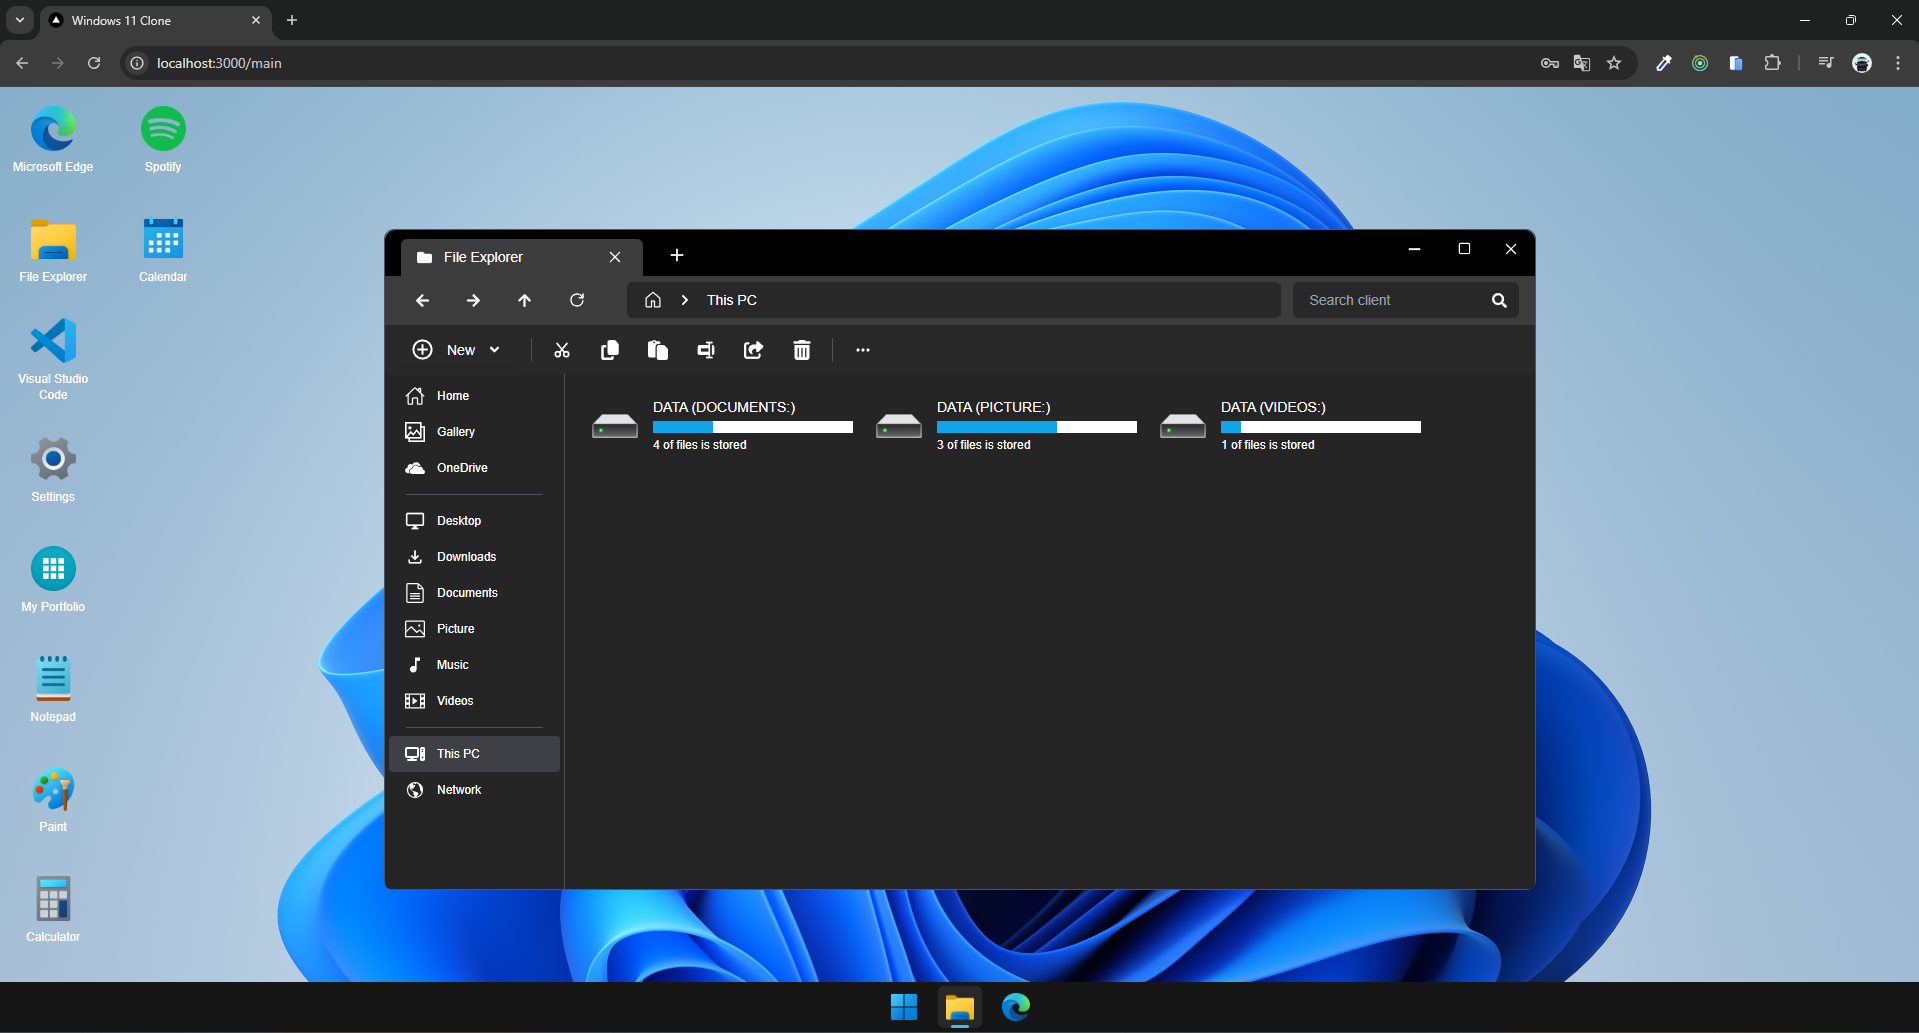 Windows 11 Clone
localhost:3000/main
Microsoft Edge
Spotify
File Explorer
Calendar
Visual Studio
Code
Settings
My Portfolio
Notepad
Paint
Calculator
File Explorer
This PC
Search client
New
Home
Gallery
OneDrive
Desktop
Downloads
Documents
Picture
Music
Videos
This PC
Network
DATA (DOCUMENTS:)
4 of files is stored
DATA (PICTURE:)
3 of files is stored
DATA (VIDEOS:)
1 of files is stored